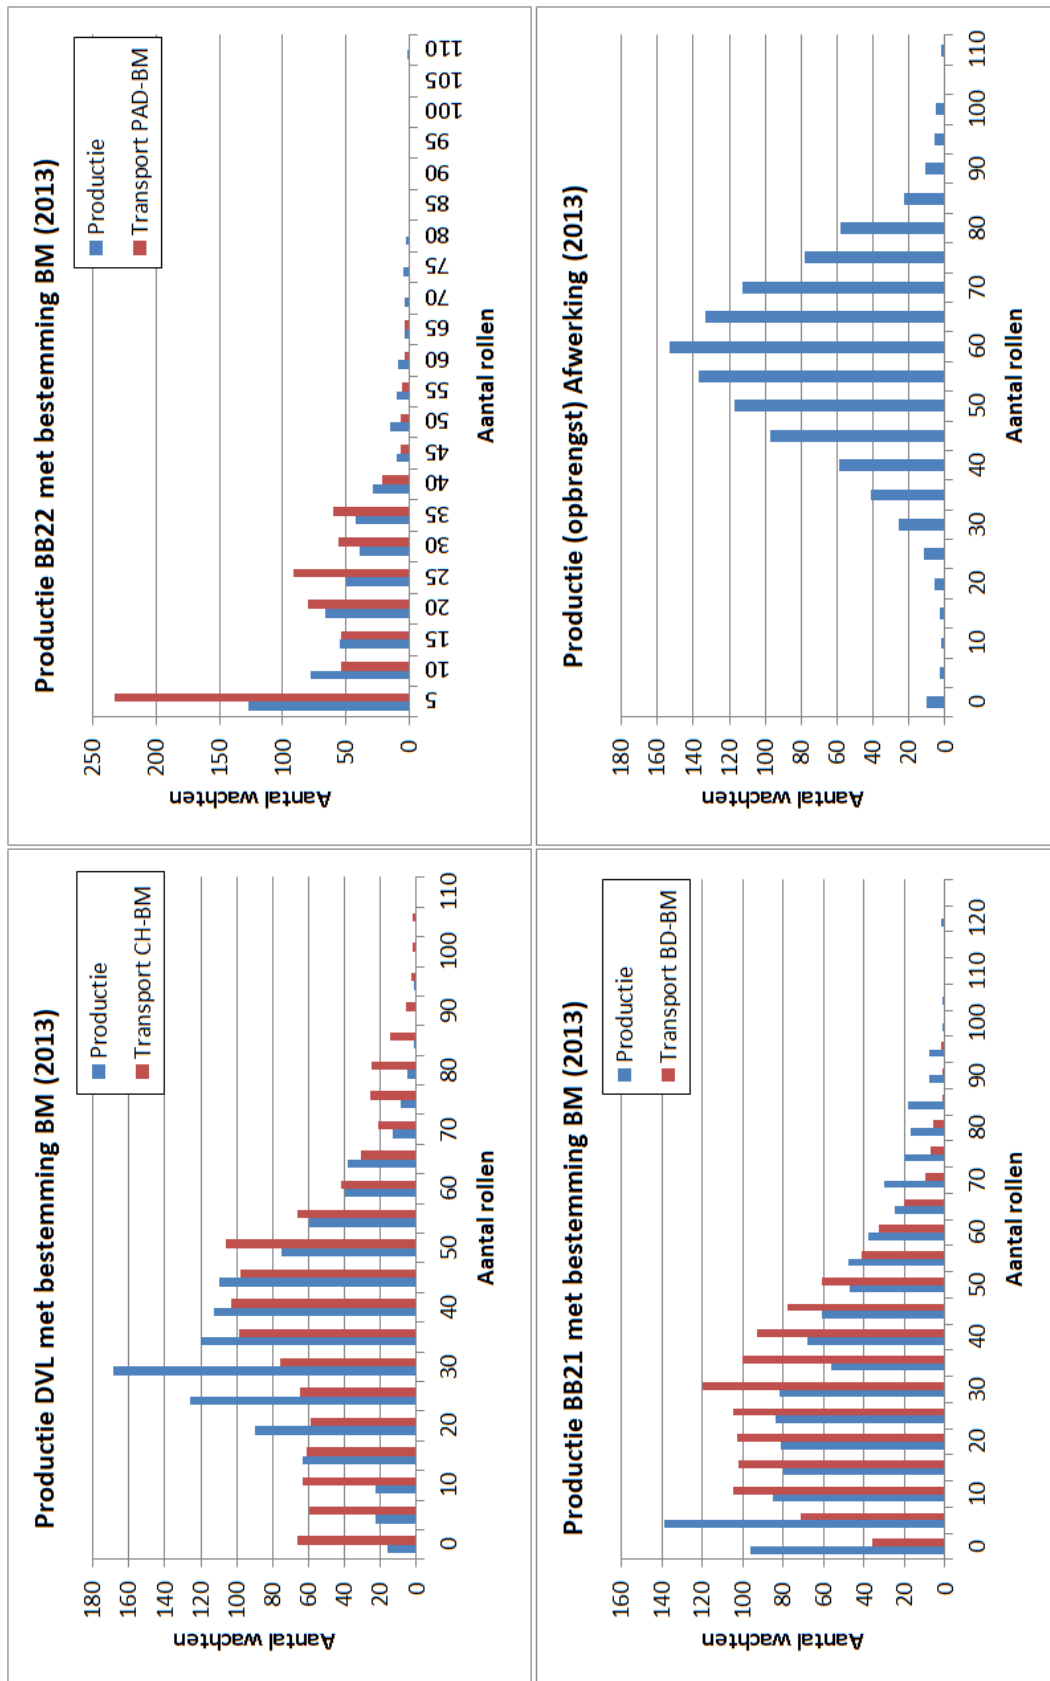 Productie DVL met bestemming BM (2013)
Productie
Transport CH-BM
Aantal wachten
180
160
140
120
100
80
60
40
20
0
0 10 20 30 40 50 60 70 80 90 100 110
Aantal rollen
Productie BB22 met bestemming BM (2013)
Productie
Transport PAD-BM
Aantal wachten
250
200
150
100
50
0
5 10 15 20 25 30 35 40 45 50 55 60 65 70 75 80 85 90 95 100 105 110
Aantal rollen
Productie BB21 met bestemming BM (2013)
Productie
Transport BD-BM
Aantal wachten
160
140
120
100
80
60
40
20
0
0 10 20 30 40 50 60 70 80 90 100 110 120
Aantal rollen
Productie (opbrengst) Afwerking (2013)
Aantal wachten
180
160
140
120
100
80
60
40
20
0
0 10 20 30 40 50 60 70 80 90 100 110
Aantal rollen